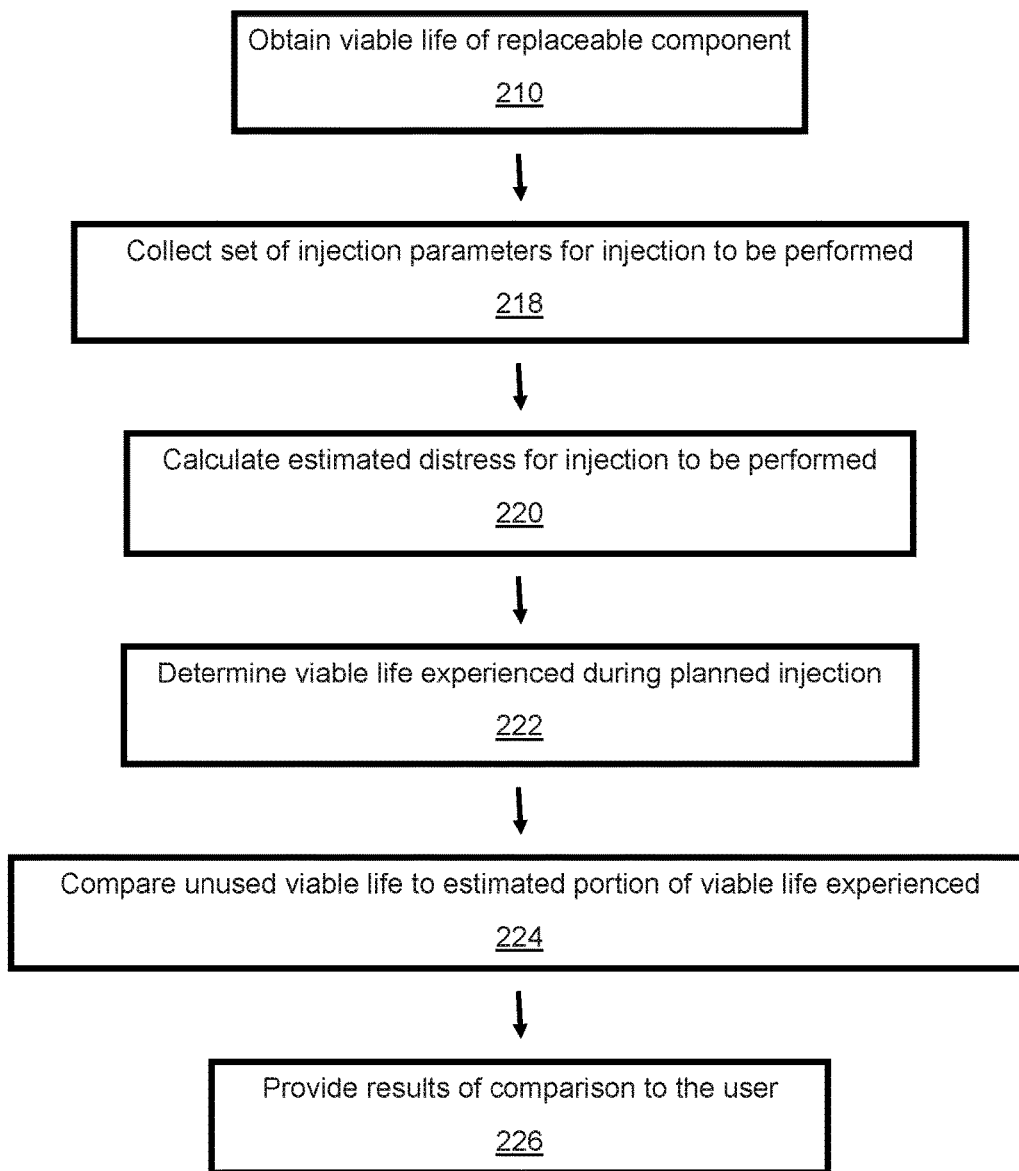 Obtain viable life of replaceable component
210
Collect set of injection parameters for injection to be performed
218
Calculate estimated distress for injection to be performed
220
Determine viable life experienced during planned injection
222
Compare unused viable life to estimated portion of viable life experienced
224
Provide results of comparison to the user
226